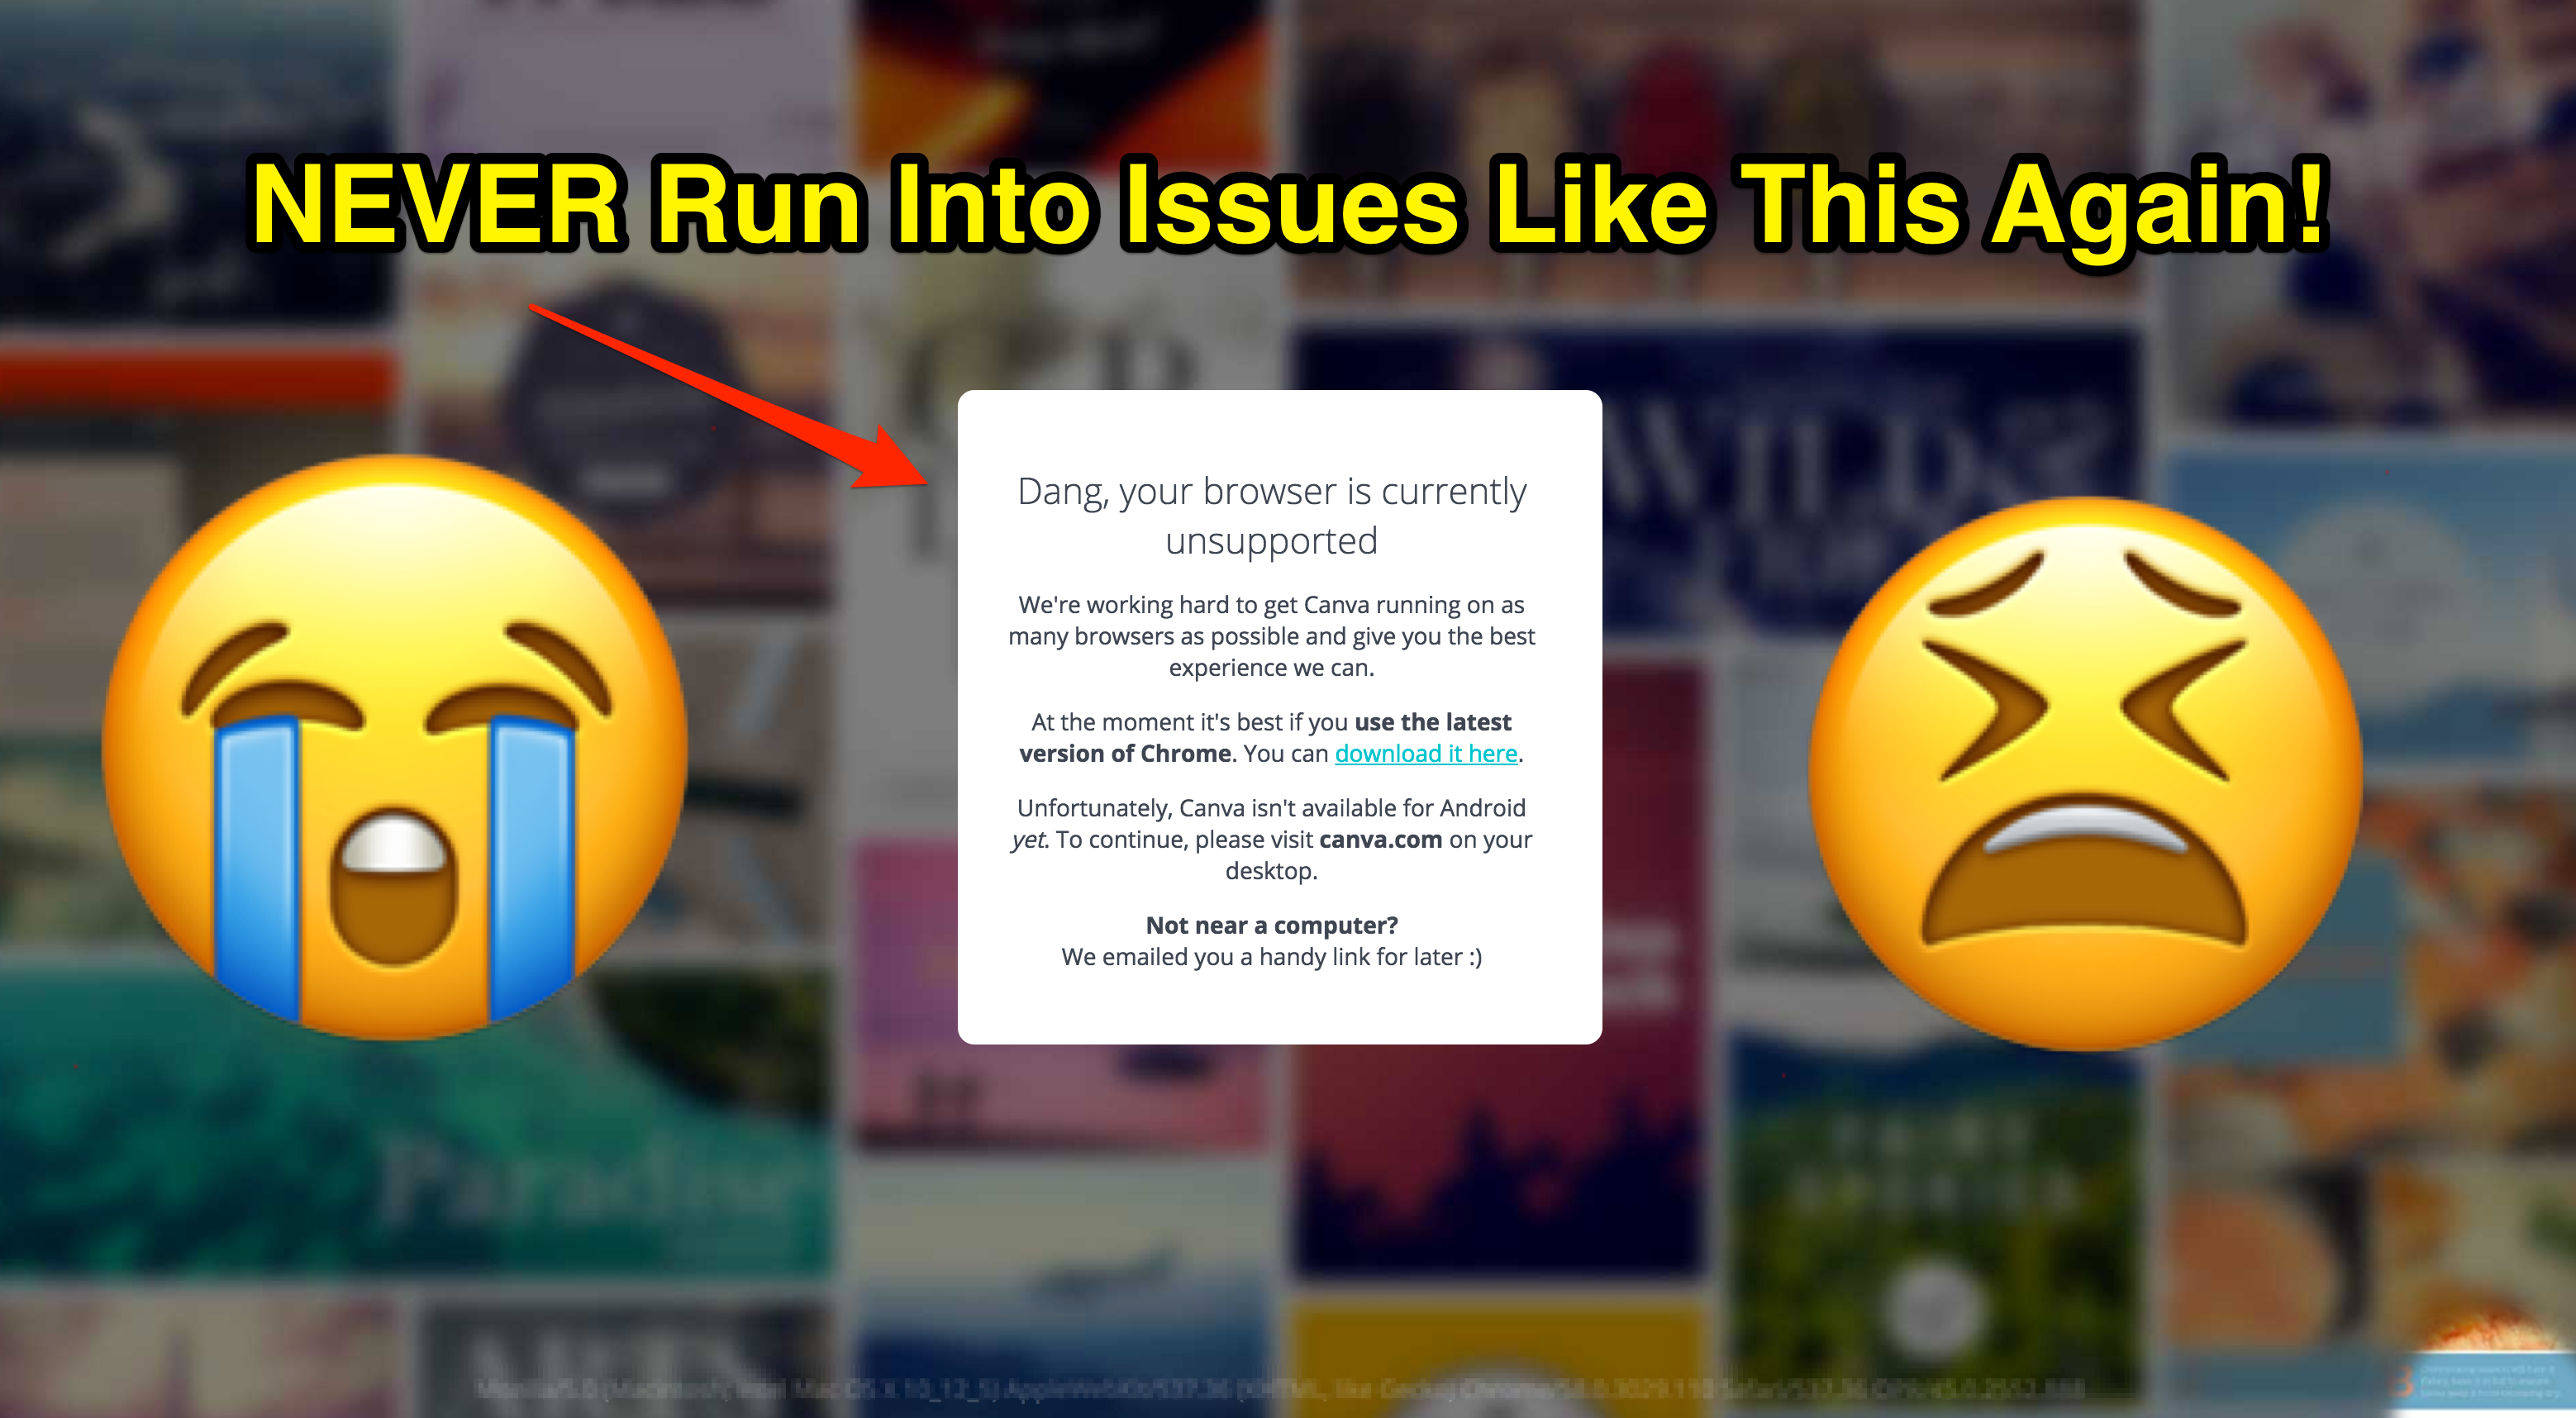 NEVER Run Into Issues Like This Again!
Dang, your browser is currently
unsupported
We're working hard to get Canva running on as
many browsers as possible and give you the best
experience we can.
At the moment it's best if you use the latest
version of Chrome. You can download it here.
Unfortunately, Canva isn't available for Android
yet. To continue, please visit canva.com on your
desktop.
Not near a computer?
We emailed you a handy link for later :)
WILD
Paradise